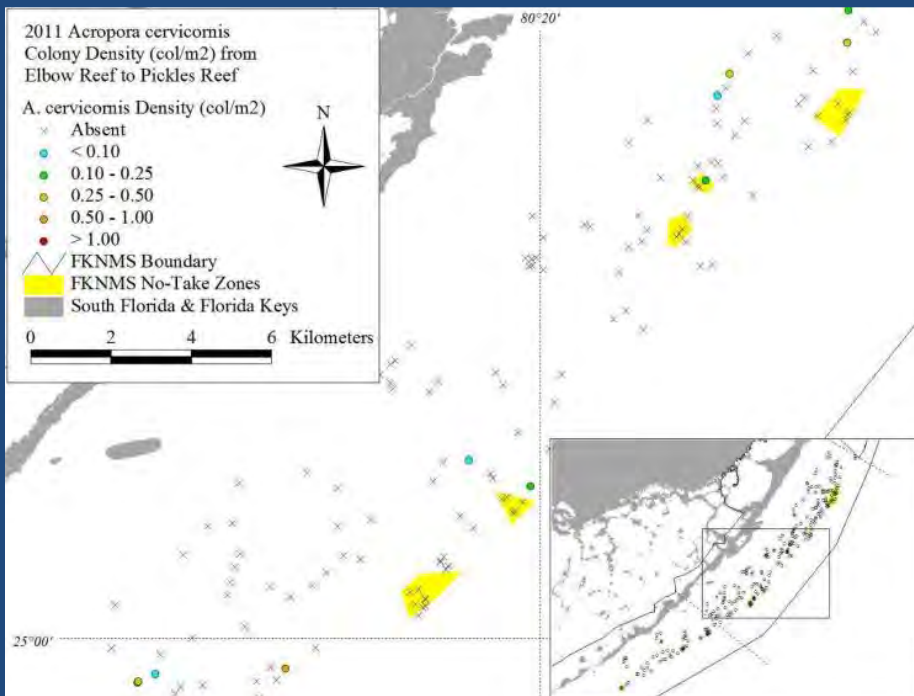 80°20'
2011 Acropora cervicornis
Colony Density (col/m2) from
Elbow Reef to Pickles Reef
A. cervicornis Density (col/m2)
Absent
< 0.10
0.10 - 0.25
0.25 - 0.50
0.50 - 1.00
> 1.00
FKNMS Boundary
FKNMS No-Take Zones
South Florida & Florida Keys
N
0 2 4 6 Kilometers
25°00'